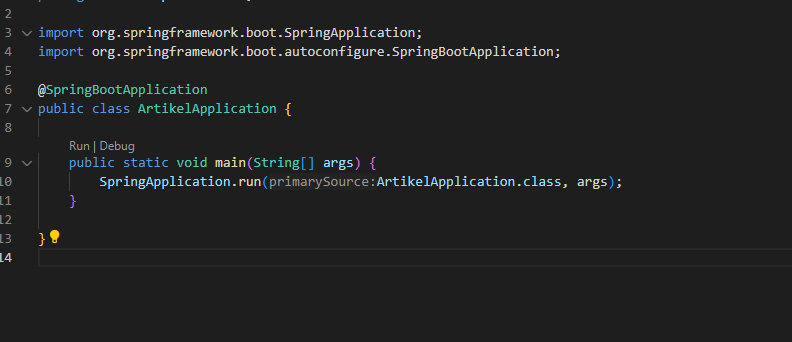 2
3 import org.springframework.boot.SpringApplication;
4 import org.springframework.boot.autoconfigure.SpringBootApplication;
5
6 @SpringBootApplication
7 public class ArtikelApplication {
8
Run | Debug
9 public static void main(String[] args) {
10 SpringApplication.run(primarySource:ArtikelApplication.class, args);
11 }
12
13 }
14